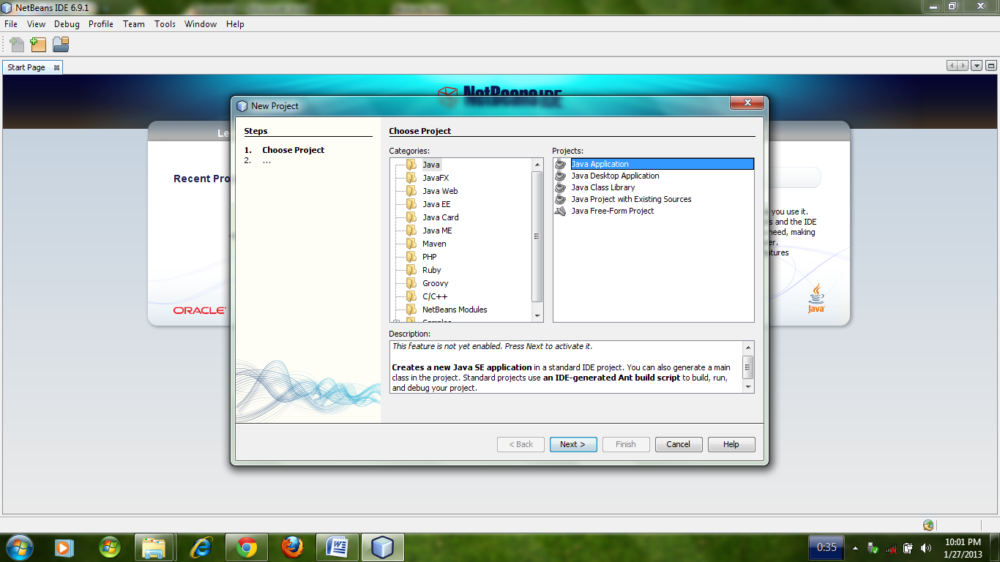 NetBeans IDE 6.9.1
File View Debug Profile Team Tools Window Help
Start Page
NetBeans IDE
New Project
Steps
1. Choose Project
2. ...
Choose Project
Categories:
Java
JavaFX
Java Web
Java EE
Java Card
Java ME
Maven
PHP
Ruby
Groovy
C/C++
NetBeans Modules
Projects:
Java Application
Java Desktop Application
Java Class Library
Java Project with Existing Sources
Java Free-Form Project
Description:
This feature is not yet enabled. Press Next to activate it.
Creates a new Java SE application in a standard IDE project. You can also generate a main
class in the project. Standard projects use an IDE-generated Ant build script to build, run,
and debug your project.
< Back Next > Finish Cancel Help
Le
Recent Pro
you use it.
s and the IDE
need, making
er.
tures
ORACLE
Java
0:35
10:01 PM
1/27/2013